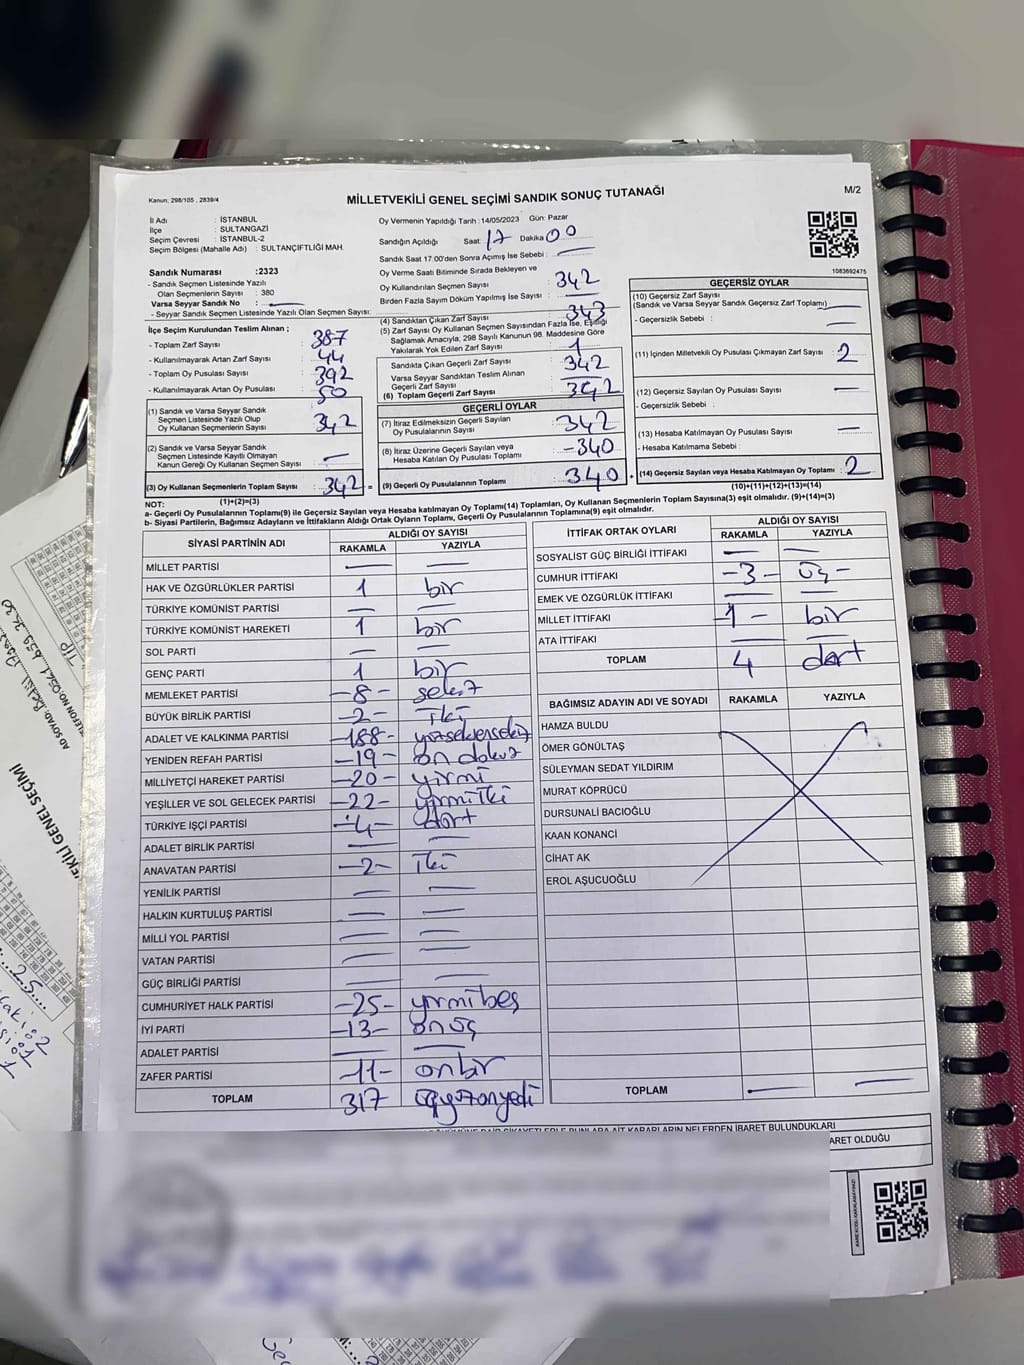 Kanun: 298/105 , 2839/4
MİLLETVEKİLİ GENEL SEÇİMİ SANDIK SONUÇ TUTANAĞI
M/2
İl Adı : İSTANBUL
İlçe : SULTANGAZİ
Seçim Çevresi : İSTANBUL-2
Seçim Bölgesi (Mahalle Adı) : SULTANÇİFTLİĞİ MAH.
Sandık Numarası :2323
- Sandık Seçmen Listesinde Yazılı
Olan Seçmenlerin Sayısı : 380
Varsa Seyyar Sandık No : —
- Seyyar Sandık Seçmen Listesinde Yazılı Olan Seçmen Sayısı:
Oy Vermenin Yapıldığı Tarih :14/05/2023 Gün: Pazar
Sandığın Açıldığı Saat: 17 Dakika 00
Sandık Saat 17.00'den Sonra Açımış İse Sebebi : —
Oy Verme Saati Bitiminde Sırada Bekleyen ve
Oy Kullandırılan Seçmen Sayısı : 342
Birden Fazla Sayım Döküm Yapılmış İse Sayısı : —
1083692475
İlçe Seçim Kurulundan Teslim Alınan ;
- Toplam Zarf Sayısı : 387
- Kullanılmayarak Artan Zarf Sayısı : 44
- Toplam Oy Pusulası Sayısı : 392
- Kullanılmayarak Artan Oy Pusulası : 50
(1) Sandık ve Varsa Seyyar Sandık
Seçmen Listesinde Yazılı Olup
Oy Kullanan Seçmenlerin Sayısı : 342
(2) Sandık ve Varsa Seyyar Sandık
Seçmen Listesinde Kayıtlı Olmayan
Kanun Gereği Oy Kullanan Seçmen Sayısı : —
(3) Oy Kullanan Seçmenlerin Toplam Sayısı : 342 =
(1)+(2)=(3)
(4) Sandıktan Çıkan Zarf Sayısı : 343
(5) Zarf Sayısı Oy Kullanan Seçmen Sayısından Fazla İse, Eşitliği
Sağlamak Amacıyla; 298 Sayılı Kanunun 98. Maddesine Göre
Yakılarak Yok Edilen Zarf Sayısı : 1
Sandıkta Çıkan Geçerli Zarf Sayısı : 342
Varsa Seyyar Sandıktan Teslim Alınan
Geçerli Zarf Sayısı : —
(6) Toplam Geçerli Zarf Sayısı : 342
GEÇERLİ OYLAR
(7) İtiraz Edilmeksizin Geçerli Sayılan
Oy Pusulalarının Sayısı : 342
(8) İtiraz Üzerine Geçerli Sayılan veya
Hesaba Katılan Oy Pusulası Toplamı : -340
(9) Geçerli Oy Pusulalarının Toplamı : 340 +
GEÇERSİZ OYLAR
(10) Geçersiz Zarf Sayısı
(Sandık ve Varsa Seyyar Sandık Geçersiz Zarf Toplamı) : —
- Geçersizlik Sebebi : —
(11) İçinden Milletvekili Oy Pusulası Çıkmayan Zarf Sayısı : 2
(12) Geçersiz Sayılan Oy Pusulası Sayısı : —
- Geçersizlik Sebebi :
(13) Hesaba Katılmayan Oy Pusulası Sayısı : —
- Hesaba Katılmama Sebebi :
(14) Geçersiz Sayılan veya Hesaba Katılmayan Oy Toplamı : 2
(10)+(11)+(12)+(13)=(14)
NOT:
a- Geçerli Oy Pusulalarının Toplamı(9) ile Geçersiz Sayılan veya Hesaba katılmayan Oy Toplamı(14) Toplamları, Oy Kullanan Seçmenlerin Toplam Sayısına(3) eşit olmalıdır. (9)+(14)=(3)
b- Siyasi Partilerin, Bağımsız Adayların ve İttifakların Aldığı Ortak Oyların Toplamı, Geçerli Oy Pusulalarının Toplamına(9) eşit olmalıdır.
SİYASİ PARTİNİN ADI ALDIĞI OY SAYISI
RAKAMLA YAZIYLA
MİLLET PARTİSİ — —
HAK VE ÖZGÜRLÜKLER PARTİSİ 1 bir
TÜRKİYE KOMÜNİST PARTİSİ — —
TÜRKİYE KOMÜNİST HAREKETİ 1 bir
SOL PARTİ — —
GENÇ PARTİ 1 bir
MEMLEKET PARTİSİ -8- sekiz
BÜYÜK BİRLİK PARTİSİ -2- iki
ADALET VE KALKINMA PARTİSİ -188- yüzseksensekiz
YENİDEN REFAH PARTİSİ -19- on dokuz
MİLLİYETÇİ HAREKET PARTİSİ -20- yirmi
YEŞİLLER VE SOL GELECEK PARTİSİ -22- yirmiiki
TÜRKİYE İŞÇİ PARTİSİ -4- dört
ADALET BİRLİK PARTİSİ — —
ANAVATAN PARTİSİ -2- iki
YENİLİK PARTİSİ — —
HALKIN KURTULUŞ PARTİSİ — —
MİLLİ YOL PARTİSİ — —
VATAN PARTİSİ — —
GÜÇ BİRLİĞİ PARTİSİ — —
CUMHURİYET HALK PARTİSİ -25- yirmibeş
İYİ PARTİ -13- onüç
ADALET PARTİSİ — —
ZAFER PARTİSİ -11- onbir
TOPLAM 317 üçyüzonyedi
İTTİFAK ORTAK OYLARI ALDIĞI OY SAYISI
RAKAMLA YAZIYLA
SOSYALİST GÜÇ BİRLİĞİ İTTİFAKI — —
CUMHUR İTTİFAKI -3- üç-
EMEK VE ÖZGÜRLÜK İTTİFAKI — —
MİLLET İTTİFAKI -1- bir
ATA İTTİFAKI — —
TOPLAM 4 dört
BAĞIMSIZ ADAYIN ADI VE SOYADI RAKAMLA YAZIYLA
HAMZA BULDU
ÖMER GÖNÜLTAŞ
SÜLEYMAN SEDAT YILDIRIM
MURAT KÖPRÜCÜ
DURSUNALİ BACIOĞLU
KAAN KONANCİ
CİHAT AK
EROL AŞUCUOĞLU
TOPLAM — —
KARARLARIN NELERDEN İBARET BULUNDUKLARI
ARET OLDUĞU
EKİLİ GENEL SEÇİMİ
AD SOYAD:
TİP
25